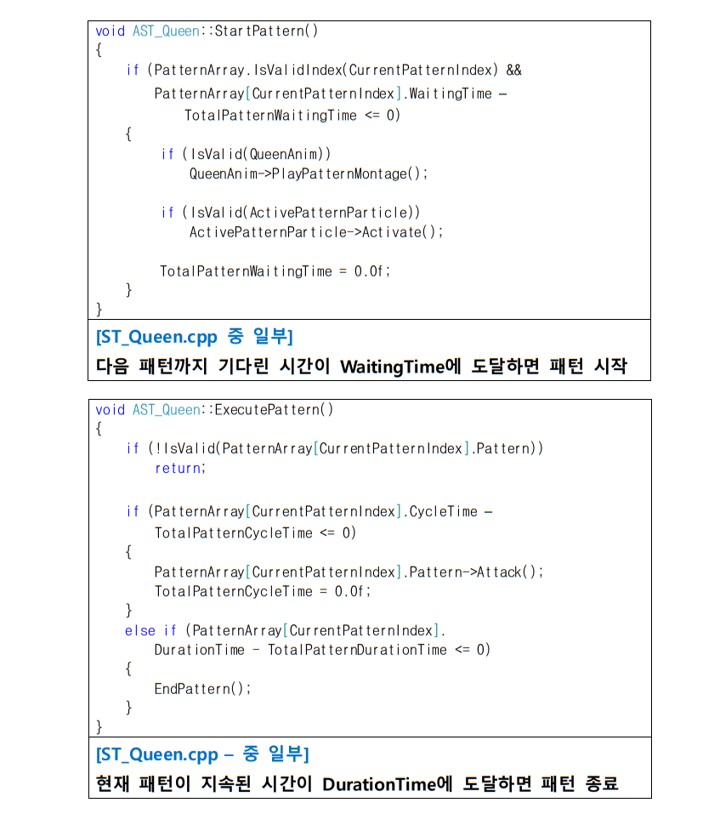 void AST_Queen::StartPattern()
{
if (PatternArray.IsValidIndex(CurrentPatternIndex) &&
PatternArray[CurrentPatternIndex].WaitingTime –
TotalPatternWaitingTime <= 0)
{
if (IsValid(QueenAnim))
QueenAnim->PlayPatternMontage();
if (IsValid(ActivePatternParticle))
ActivePatternParticle->Activate();
TotalPatternWaitingTime = 0.0f;
}
}
[ST_Queen.cpp 중 일부]
다음 패턴까지 기다린 시간이 WaitingTime에 도달하면 패턴 시작
void AST_Queen::ExecutePattern()
{
if (!IsValid(PatternArray[CurrentPatternIndex].Pattern))
return;
if (PatternArray[CurrentPatternIndex].CycleTime –
TotalPatternCycleTime <= 0)
{
PatternArray[CurrentPatternIndex].Pattern->Attack();
TotalPatternCycleTime = 0.0f;
}
else if (PatternArray[CurrentPatternIndex].
DurationTime - TotalPatternDurationTime <= 0)
{
EndPattern();
}
}
[ST_Queen.cpp – 중 일부]
현재 패턴이 지속된 시간이 DurationTime에 도달하면 패턴 종료